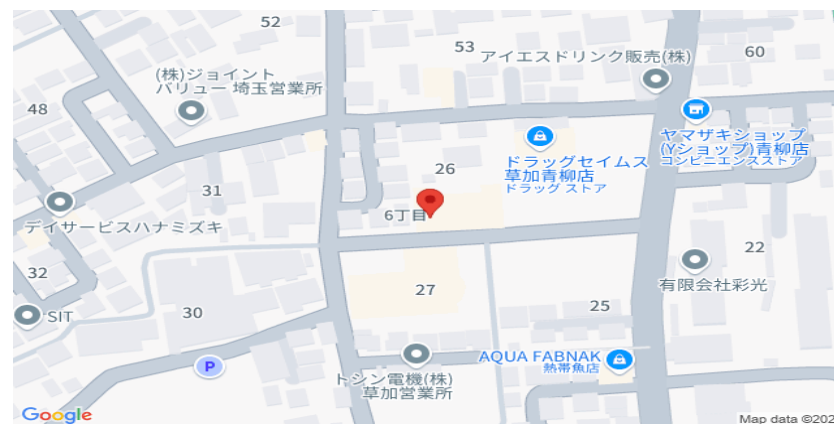 52
53
アイエスドリンク販売(株)
60
(株)ジョイント
バリュー 埼玉営業所
48
ヤマザキショップ
(Yショップ)青柳店
コンビニエンスストア
ドラッグセイムス
草加青柳店
ドラッグ ストア
26
31
6丁目
デイサービスハナミズキ
32
22
有限会社彩光
27
25
30
SIT
P
AQUA FABNAK
熱帯魚店
トシン電機(株)
草加営業所
Google
Map data ©202